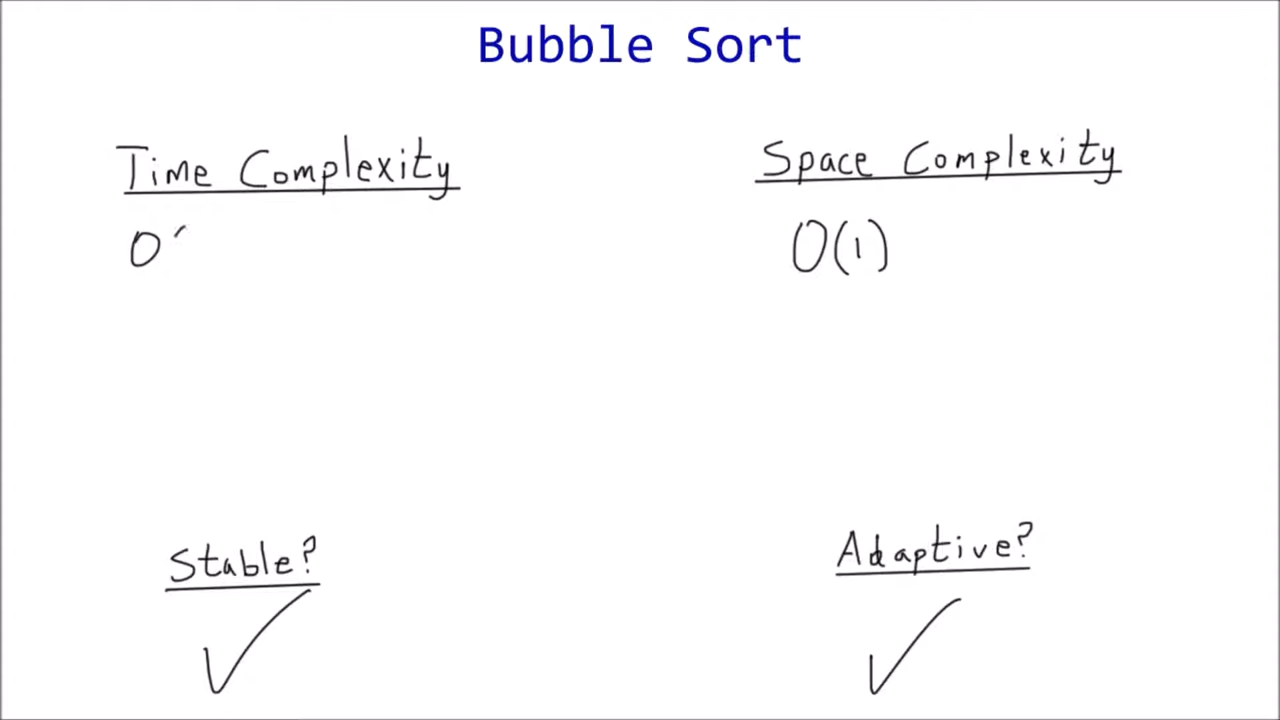 Bubble Sort
Time Complexity
Space Complexity
O
O(1)
Stable?
Adaptive?
✓
✓